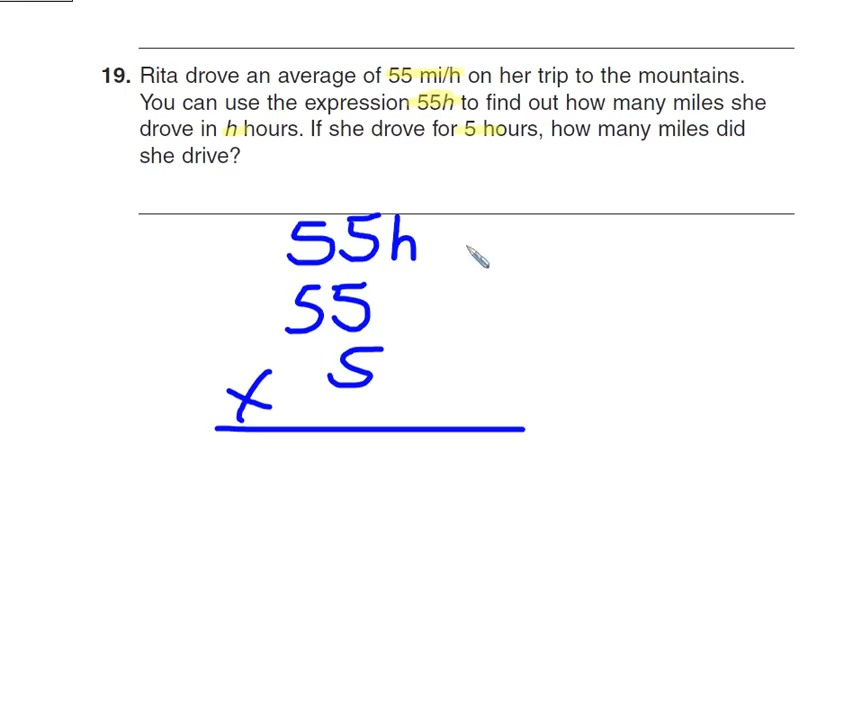 19. Rita drove an average of 55 mi/h on her trip to the mountains.
You can use the expression 55h to find out how many miles she
drove in h hours. If she drove for 5 hours, how many miles did
she drive?
55h
55
5
x